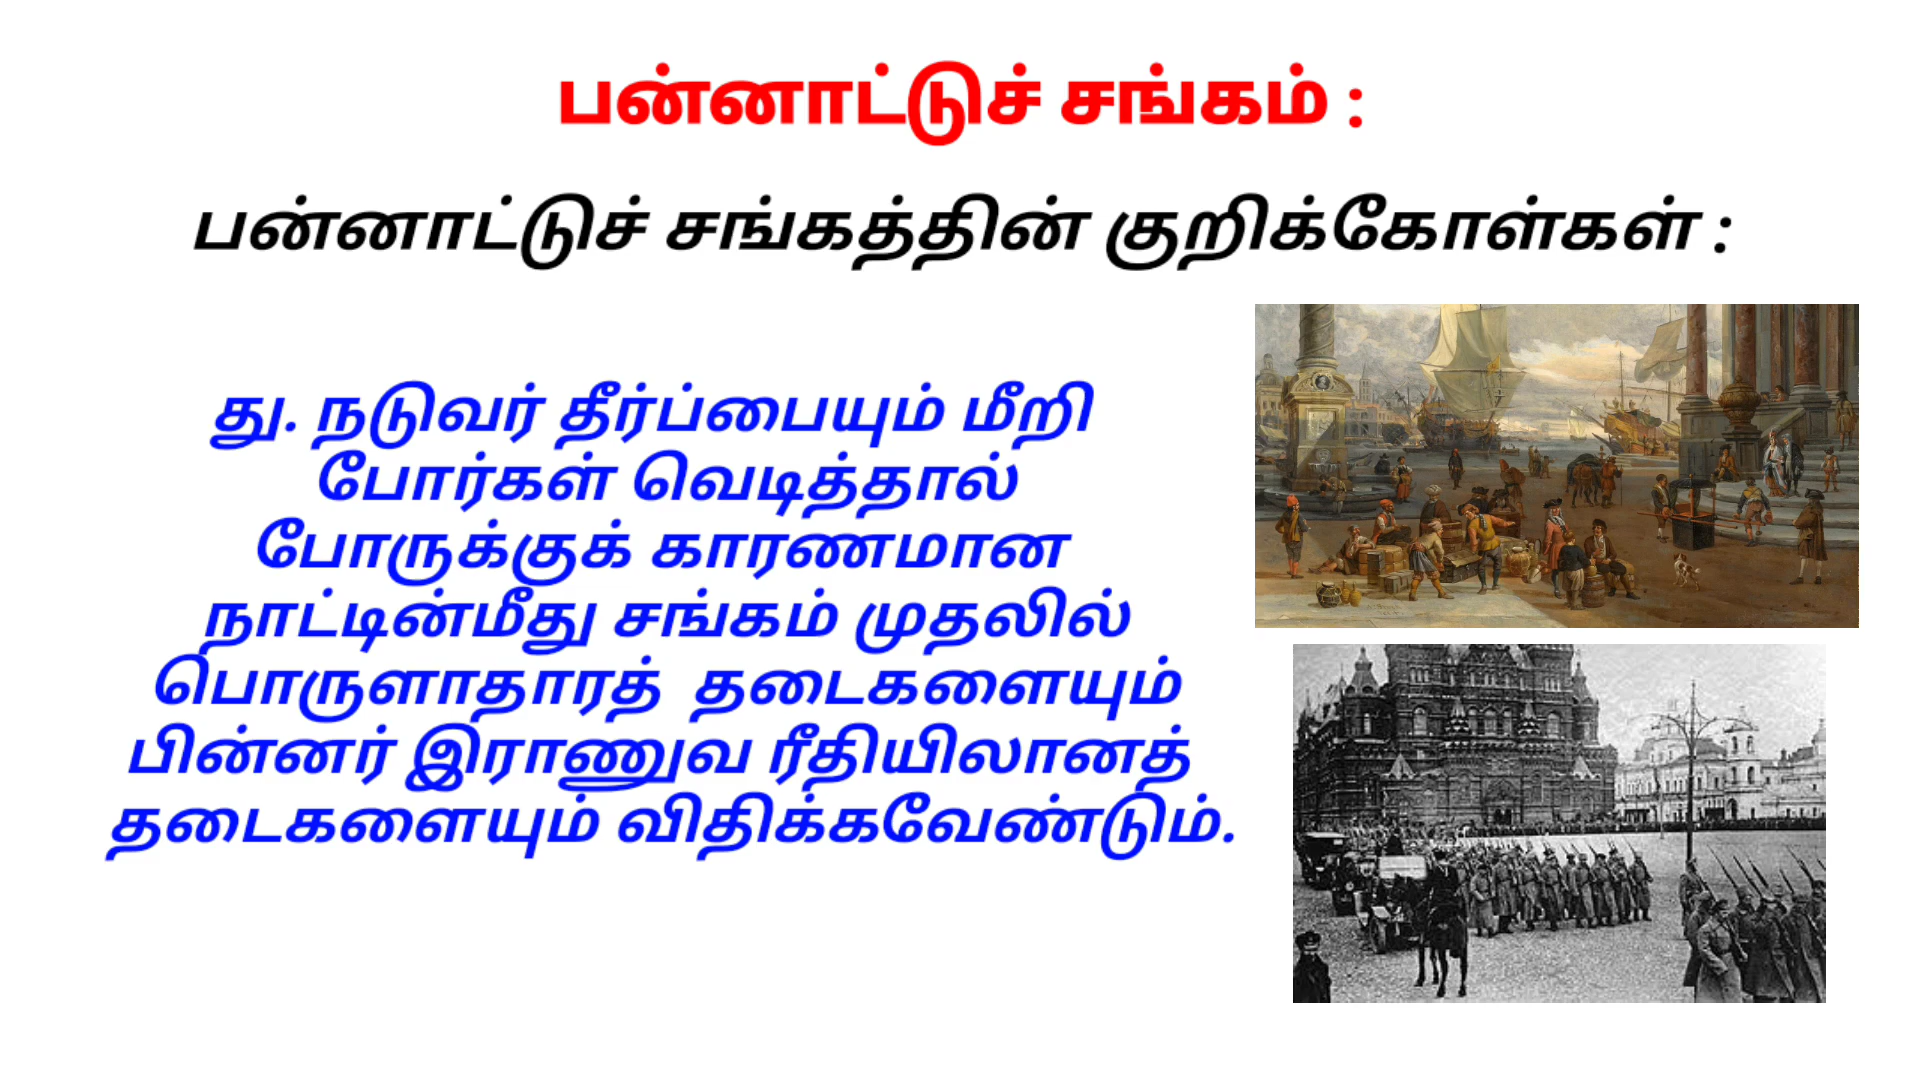 பன்னாட்டுச் சங்கம் :
பன்னாட்டுச் சங்கத்தின் குறிக்கோள்கள் :
து. நடுவர் தீர்ப்பையும் மீறி
போர்கள் வெடித்தால்
போருக்குக் காரணமான
நாட்டின்மீது சங்கம் முதலில்
பொருளாதாரத் தடைகளையும்
பின்னர் இராணுவ ரீதியிலானத்
தடைகளையும் விதிக்கவேண்டும்.